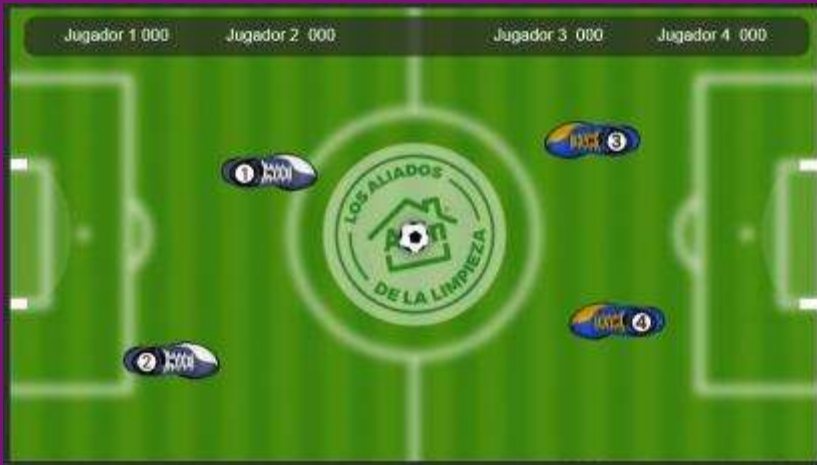 Jugador 1 000 Jugador 2 000 Jugador 3 000 Jugador 4 000
1
3
LOS ALIADOS
DE LA LIMPIEZA
4
2